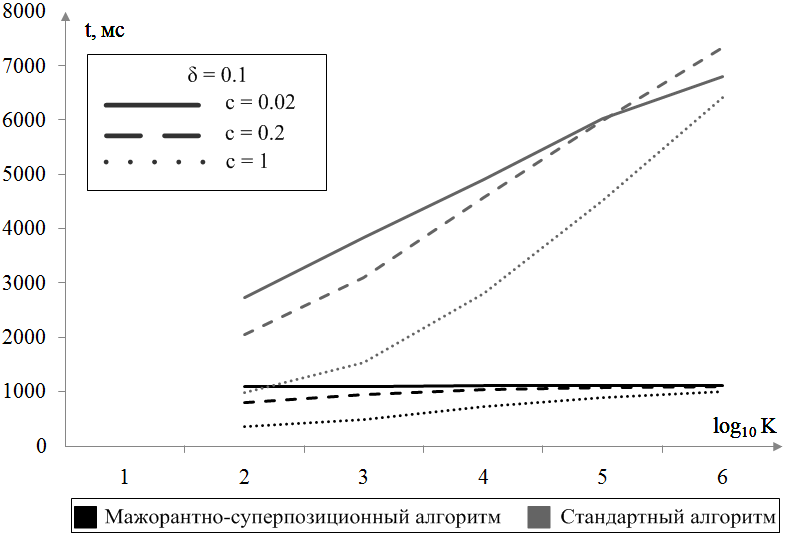 8000
t, мс
7000
δ = 0.1
c = 0.02
6000
c = 0.2
c = 1
5000
4000
3000
2000
1000
0
log₁₀ K
1 2 3 4 5 6
Мажорантно-суперпозиционный алгоритм Стандартный алгоритм